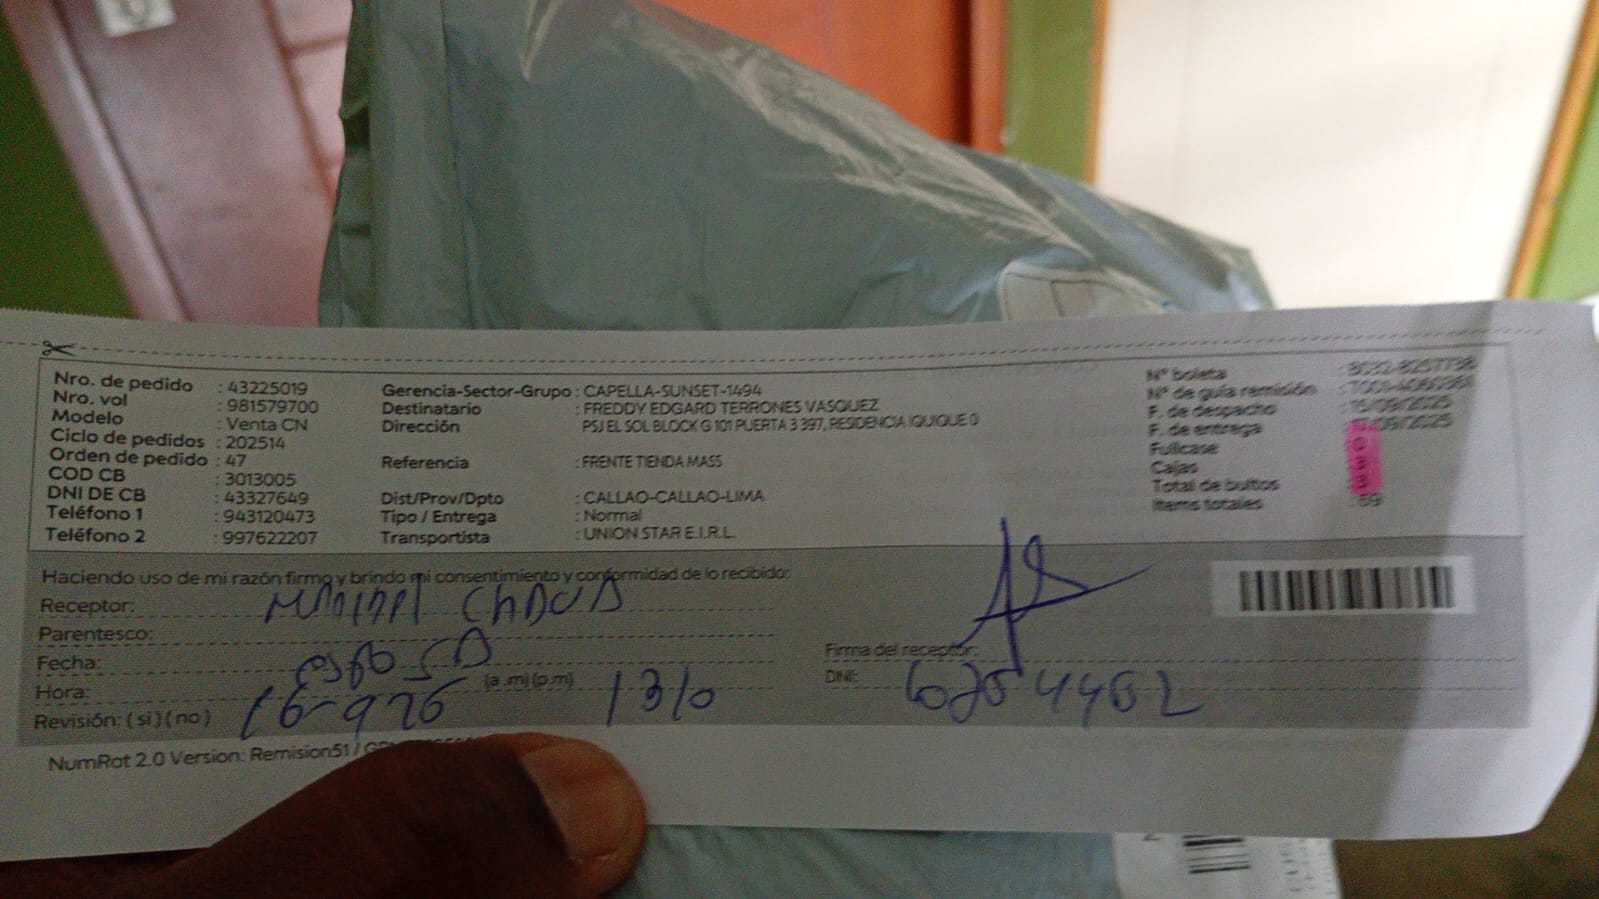 Nro. de pedido : 43225019
Nro. vol : 981579700
Modelo : Venta CN
Ciclo de pedidos : 202514
Orden de pedido : 47
COD CB : 3013005
DNI DE CB : 43327649
Teléfono 1 : 943120473
Teléfono 2 : 997622207
Gerencia-Sector-Grupo : CAPELLA-SUNSET-1494
Destinatario : FREDDY EDGARD TERRONES VASQUEZ
Dirección : PSJ EL SOL BLOCK G 101 PUERTA 3 397, RESIDENCIA IQUIQUE 0
Referencia : FRENTE TIENDA MASS
Dist/Prov/Dpto : CALLAO-CALLAO-LIMA
Tipo / Entrega : Normal
Transportista : UNION STAR E.I.R.L.
N° boleta
N° de guía remisión
F. de despacho : 15/09/2025
F. de entrega
Fullcase
Cajas
Total de bultos
Items totales
Haciendo uso de mi razón firmo y brindo mi consentimiento y conformidad de lo recibido:
Receptor:
Parentesco:
Fecha: esposa
Hora: (a.m) (p.m) 1310
Revisión: ( si ) ( no )
Firma del receptor:
DNI:
NumRot 2.0 Version: Remision51 /